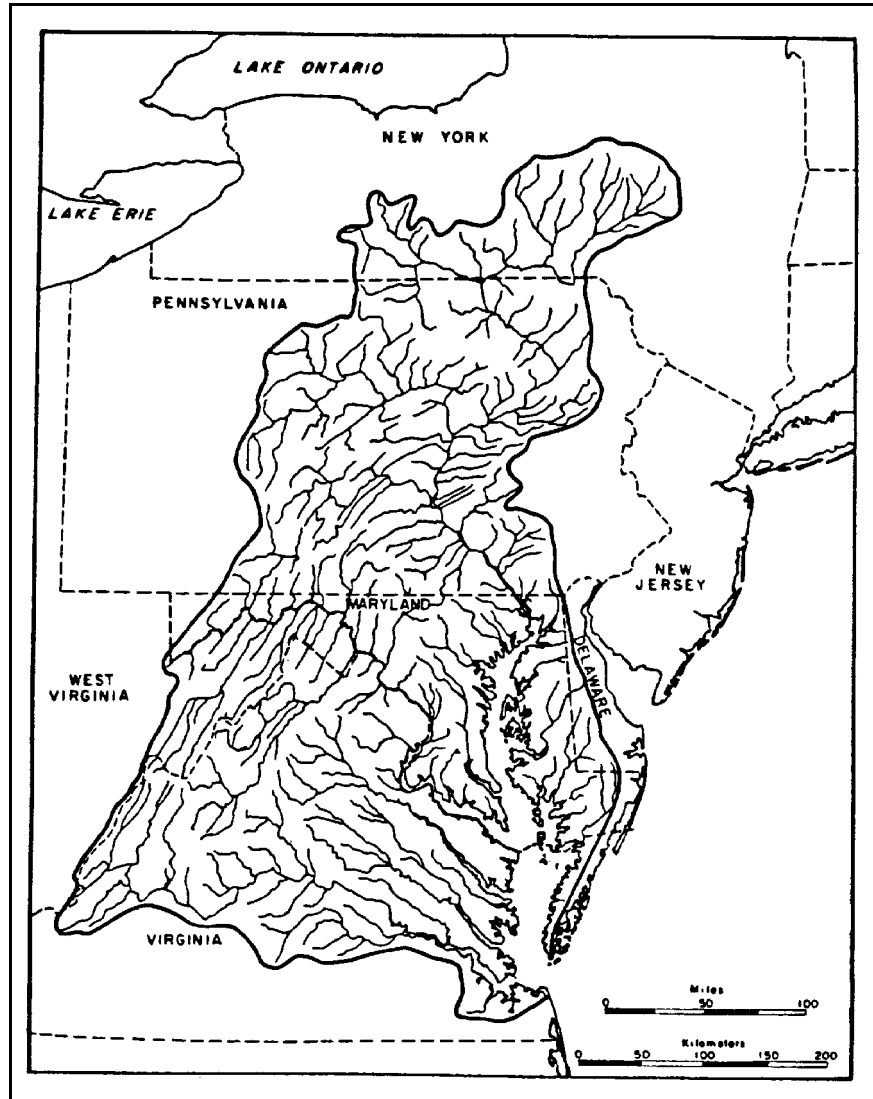 LAKE ONTARIO
NEW YORK
LAKE ERIE
PENNSYLVANIA
NEW
JERSEY
MARYLAND
DELAWARE
WEST
VIRGINIA
VIRGINIA
Miles
0 50 100
Kilometers
0 50 100 150 200